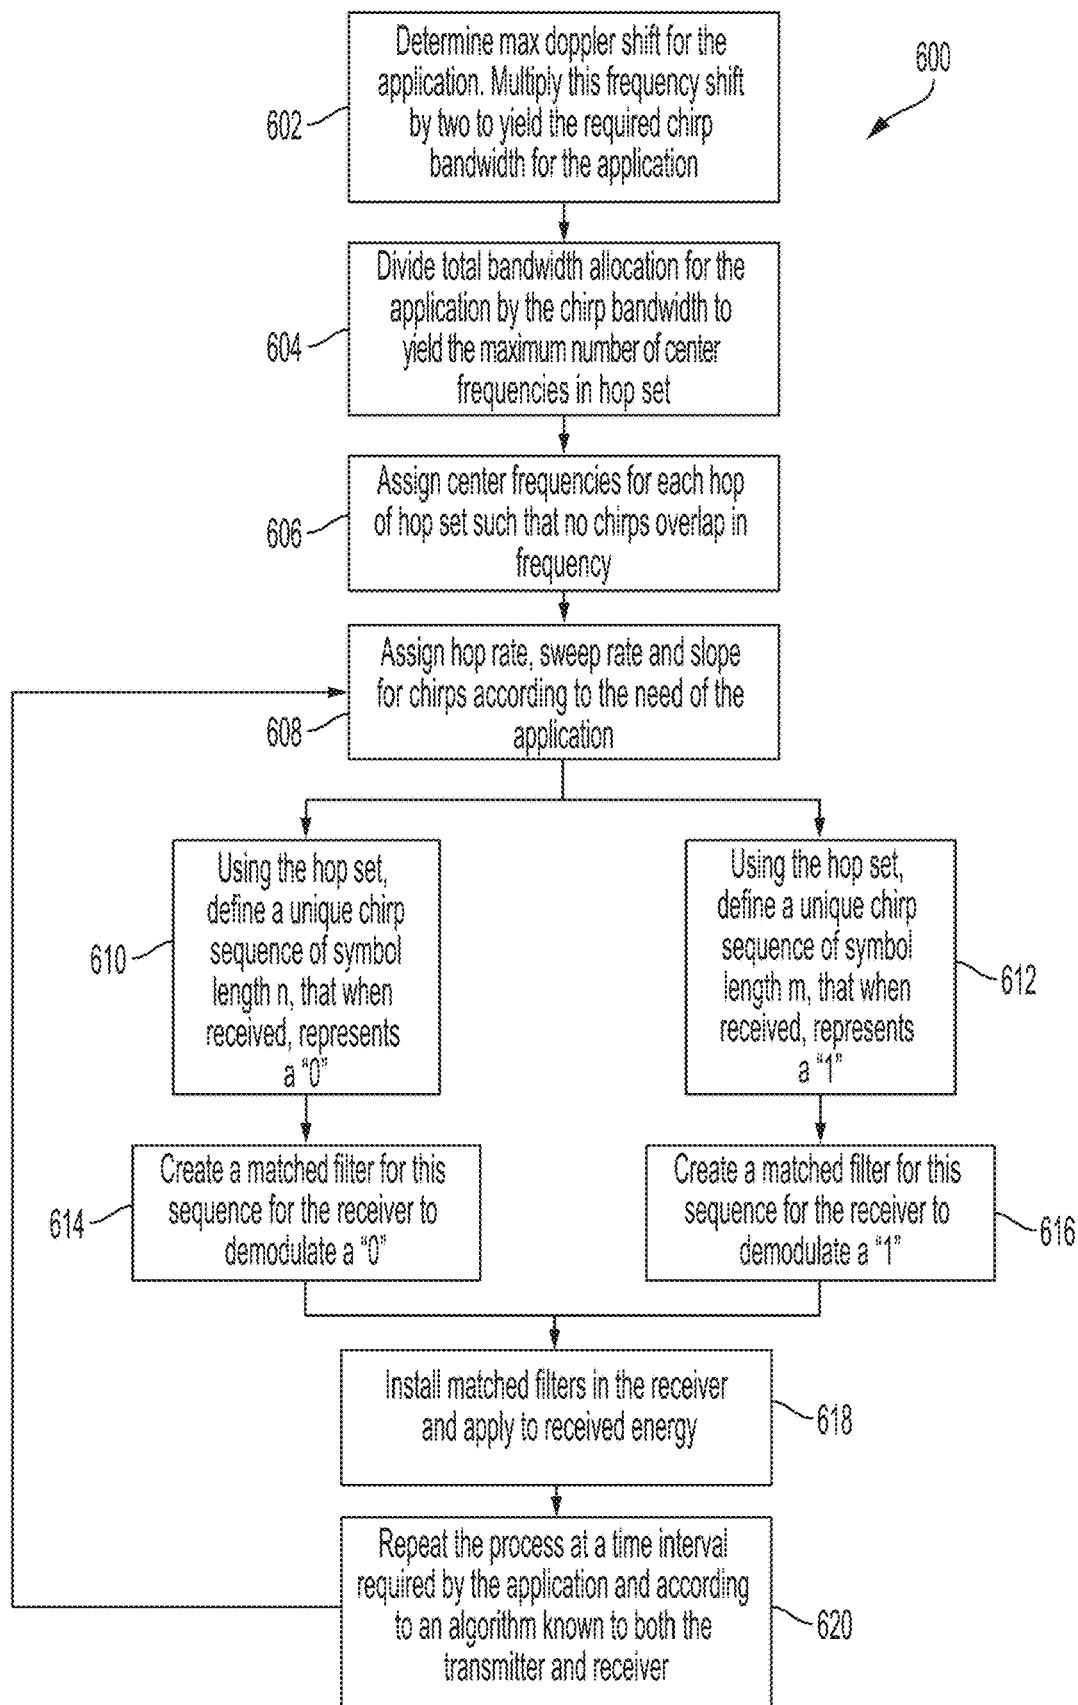 Determine max doppler shift for the
application. Multiply this frequency shift
by two to yield the required chirp
bandwidth for the application
602
600
Divide total bandwidth allocation for the
application by the chirp bandwidth to
yield the maximum number of center
frequencies in hop set
604
Assign center frequencies for each hop
of hop set such that no chirps overlap in
frequency
606
Assign hop rate, sweep rate and slope
for chirps according to the need of the
application
608
Using the hop set,
define a unique chirp
sequence of symbol
length n, that when
received, represents
a “0”
610
Using the hop set,
define a unique chirp
sequence of symbol
length m, that when
received, represents
a “1”
612
Create a matched filter for this
sequence for the receiver to
demodulate a “0”
614
Create a matched filter for this
sequence for the receiver to
demodulate a “1”
616
Install matched filters in the receiver
and apply to received energy
618
Repeat the process at a time interval
required by the application and according
to an algorithm known to both the
transmitter and receiver
620